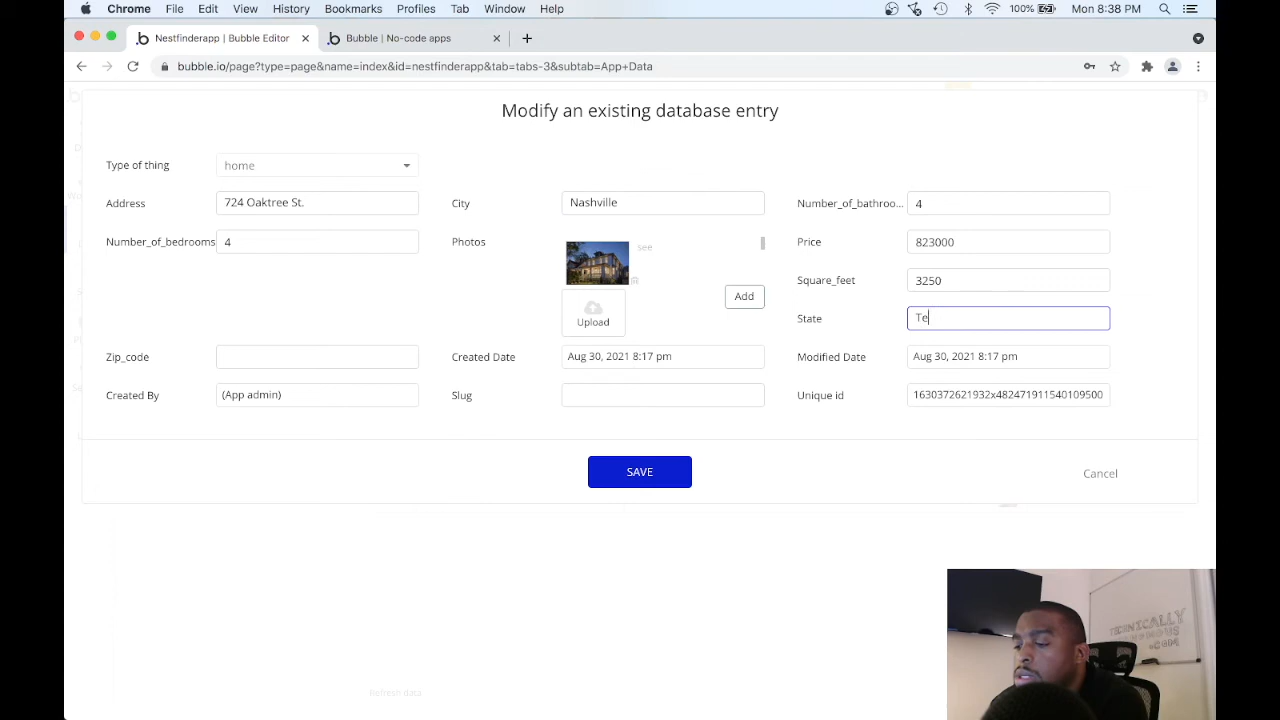 Chrome File Edit View History Bookmarks Profiles Tab Window Help 100% Mon 8:38 PM
Nestfinderapp | Bubble Editor Bubble | No-code apps
bubble.io/page?type=page&name=index&id=nestfinderapp&tab=tabs-3&subtab=App+Data
Modify an existing database entry
Type of thing home
Address 724 Oaktree St. City Nashville Number_of_bathroo... 4
Number_of_bedrooms 4 Photos see Price 823000
Square_feet 3250
Add
Upload
State Te
Zip_code Created Date Aug 30, 2021 8:17 pm Modified Date Aug 30, 2021 8:17 pm
Created By (App admin) Slug Unique id 1630372621932x482471911540109500
SAVE Cancel
Refresh docs
TECHNICALLY